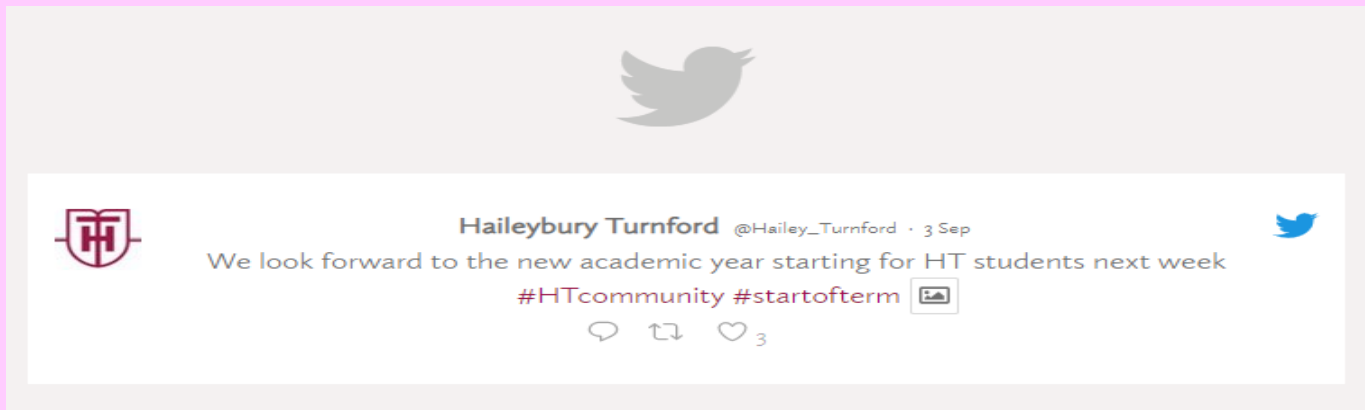 Haileybury Turnford @Hailey_Turnford · 3 Sep
We look forward to the new academic year starting for HT students next week
#HTcommunity #startofterm
3